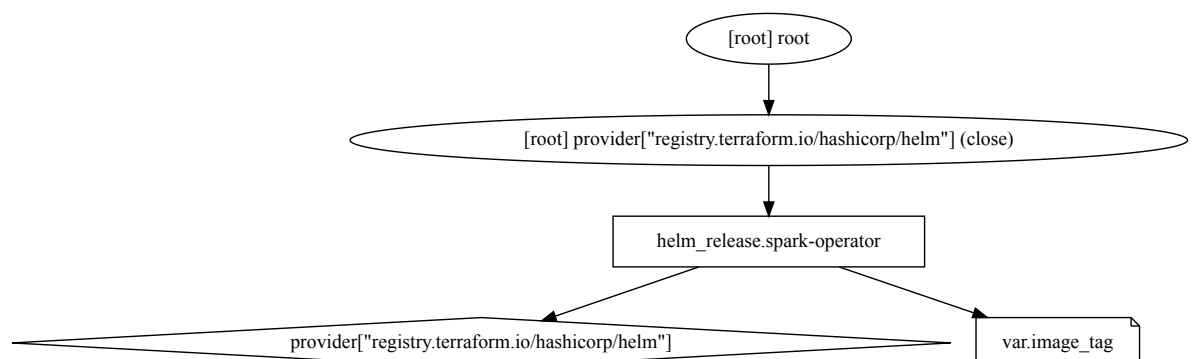 [root] root
[root] provider["registry.terraform.io/hashicorp/helm"] (close)
helm_release.spark-operator
provider["registry.terraform.io/hashicorp/helm"]
var.image_tag